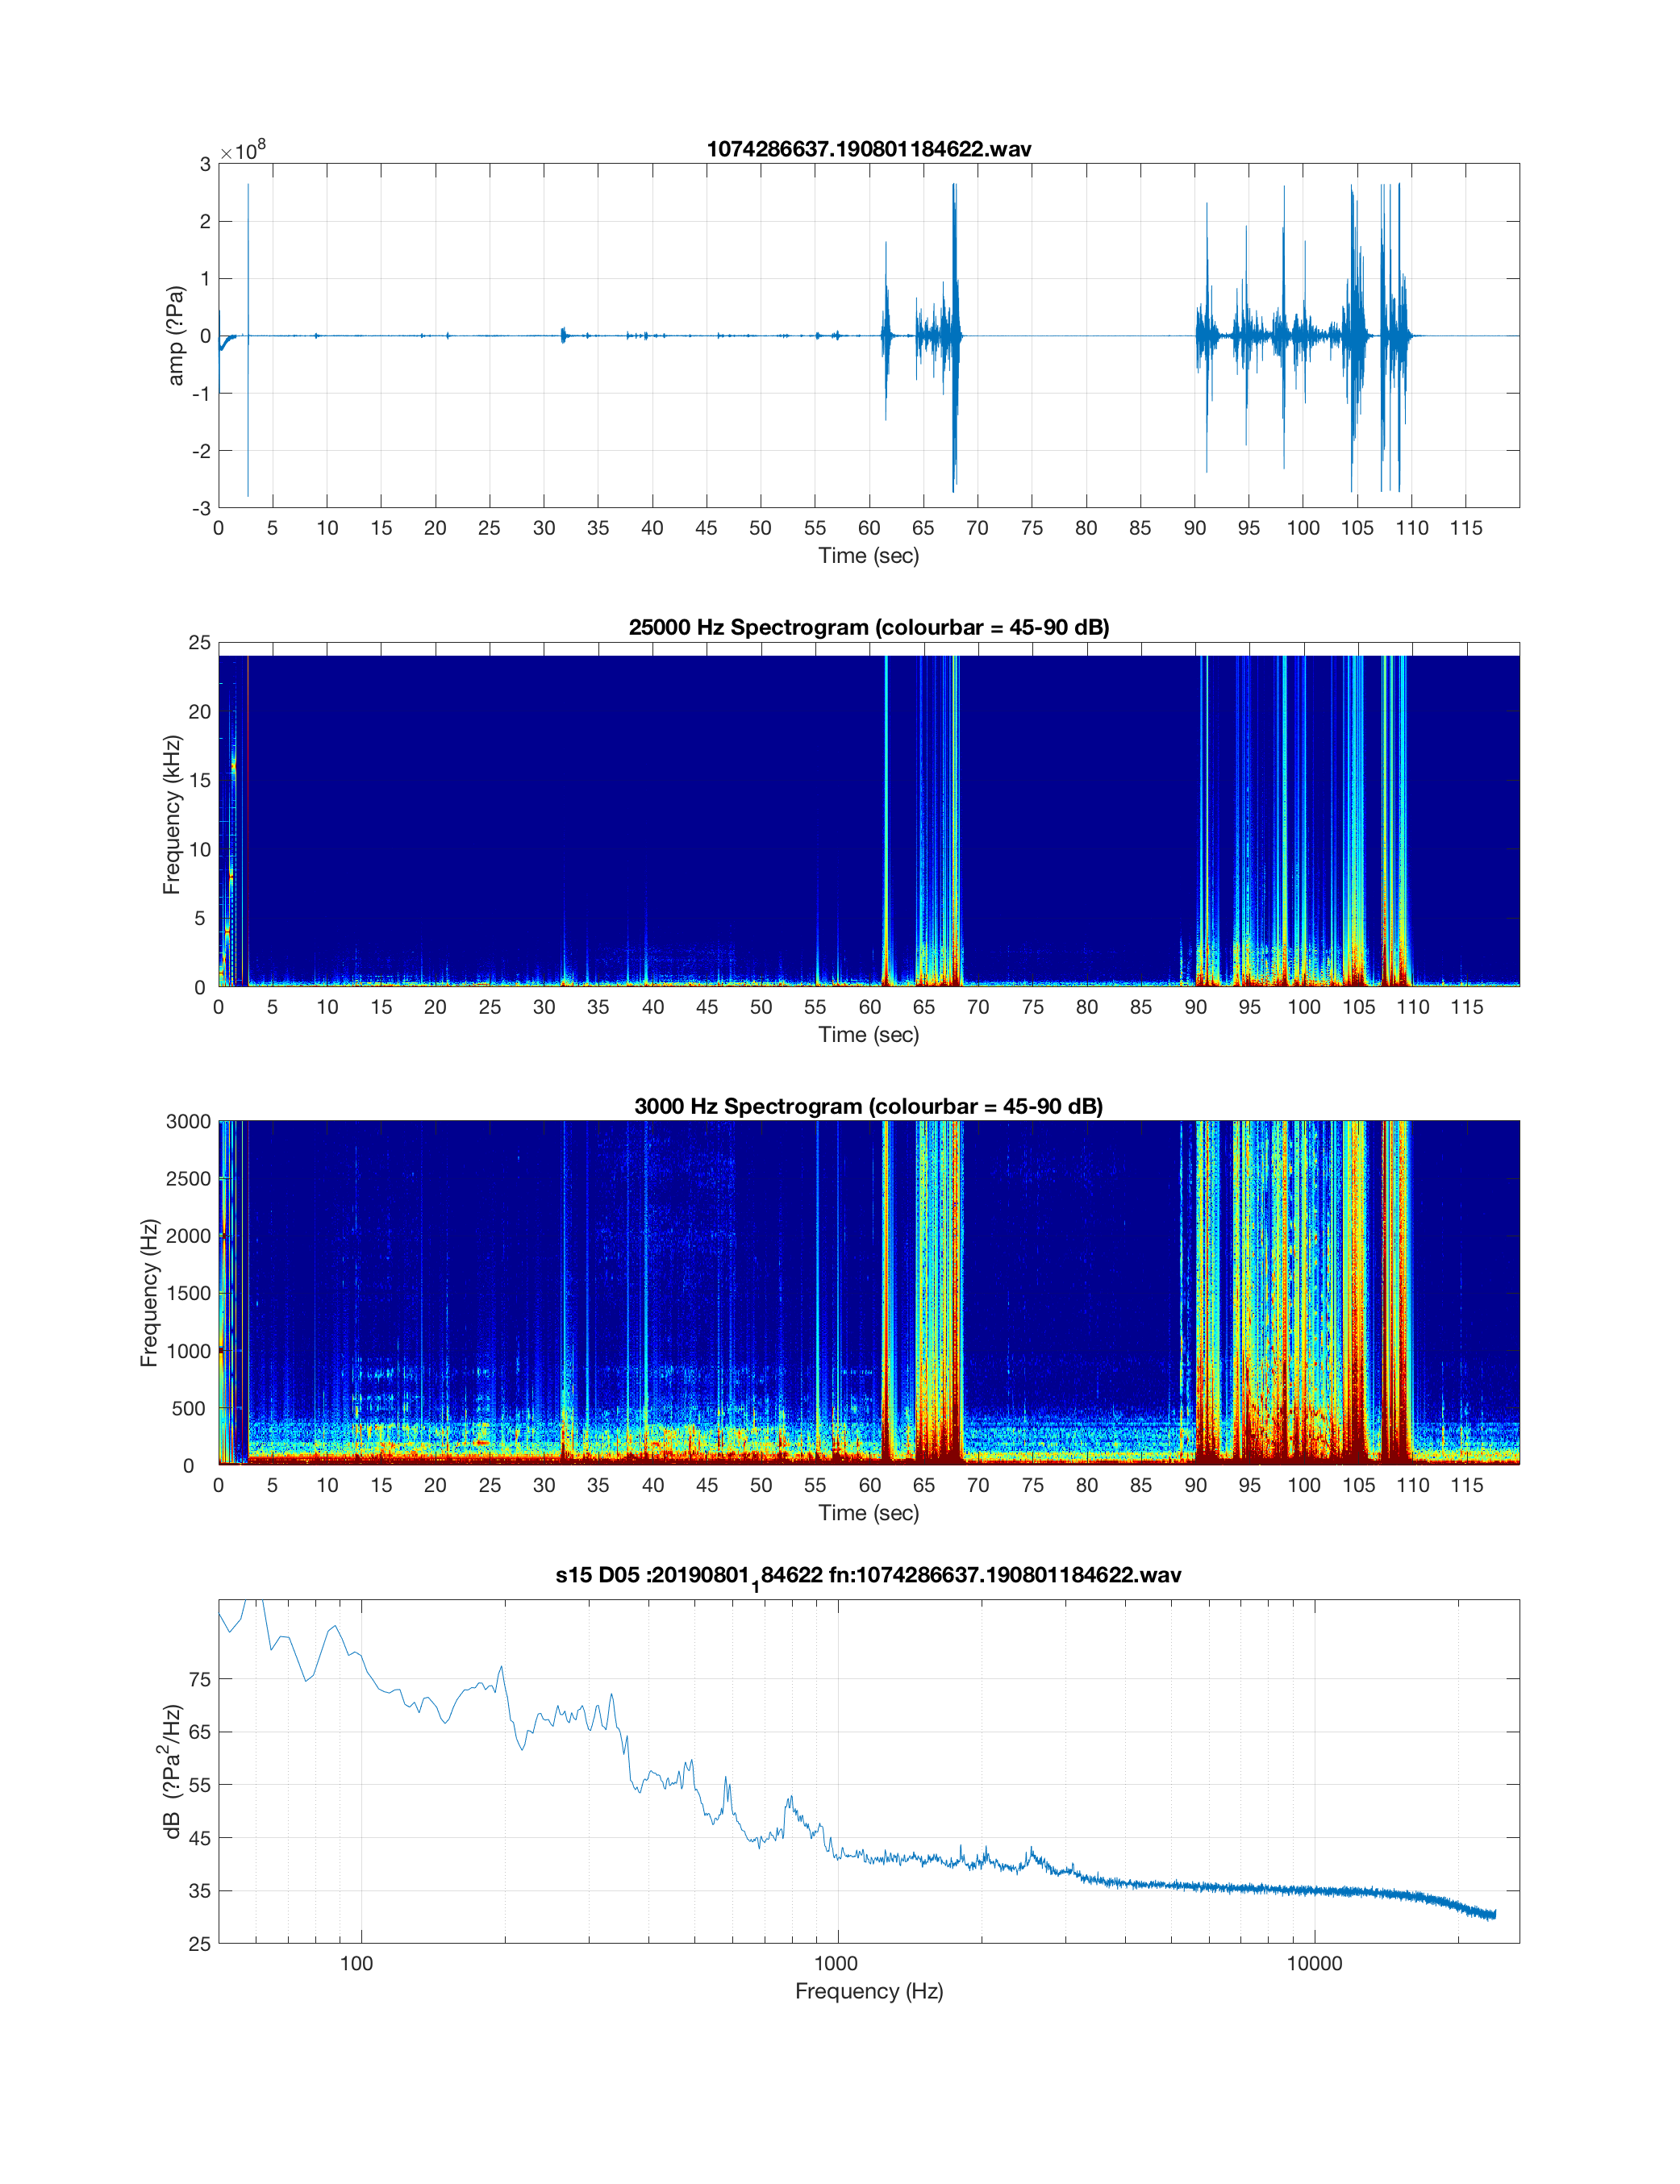 1074286637.190801184622.wav
×10^8
3
2
1
0
-1
-2
-3
amp (?Pa)
0 5 10 15 20 25 30 35 40 45 50 55 60 65 70 75 80 85 90 95 100 105 110 115
Time (sec)
25000 Hz Spectrogram (colourbar = 45-90 dB)
25
20
15
10
5
0
Frequency (kHz)
0 5 10 15 20 25 30 35 40 45 50 55 60 65 70 75 80 85 90 95 100 105 110 115
Time (sec)
3000 Hz Spectrogram (colourbar = 45-90 dB)
3000
2500
2000
1500
1000
500
0
Frequency (Hz)
0 5 10 15 20 25 30 35 40 45 50 55 60 65 70 75 80 85 90 95 100 105 110 115
Time (sec)
s15 D05 :20190801_184622 fn:1074286637.190801184622.wav
75
65
55
45
35
25
dB (?Pa²/Hz)
100 1000 10000
Frequency (Hz)